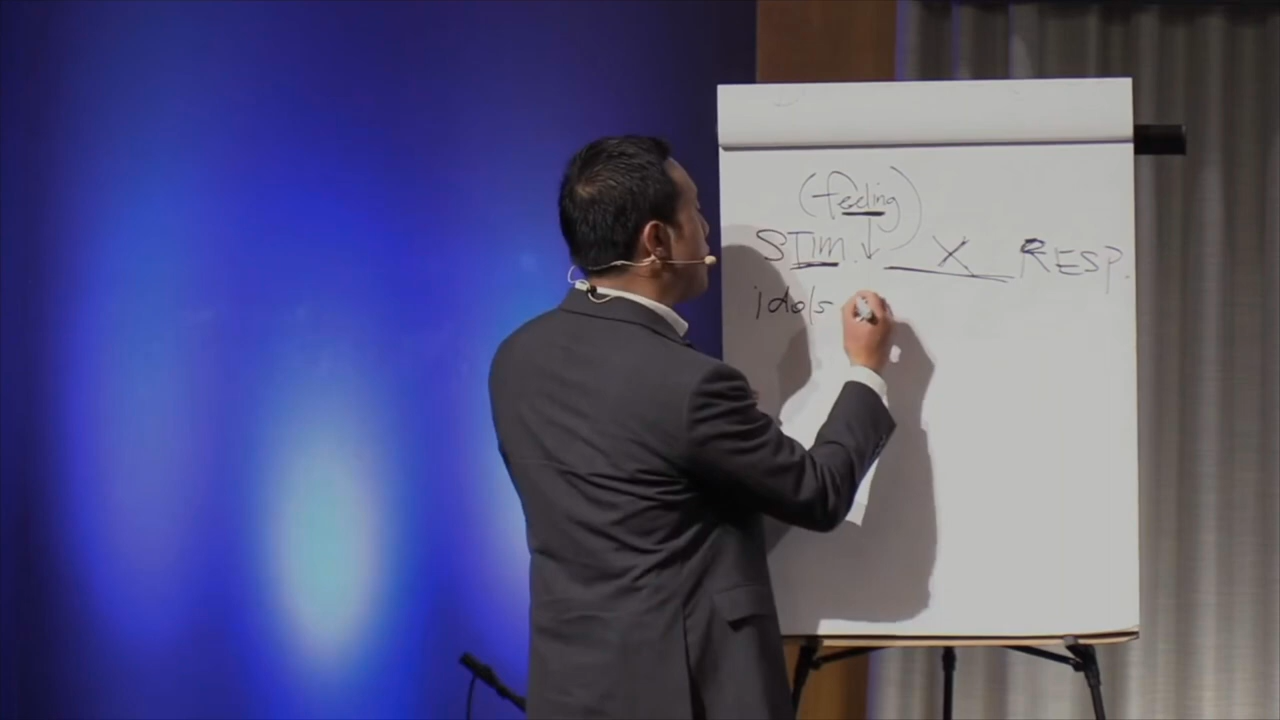 (feeling)
STIM. X RESP.
idols